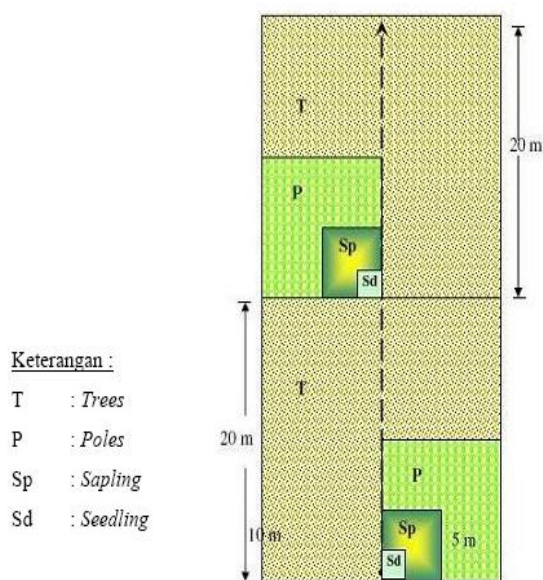 T
20 m
P
Sp
Sd
Keterangan :
T : Trees
P : Poles
Sp : Sapling
Sd : Seedling
T
20 m
P
10 m
Sp
5 m
Sd